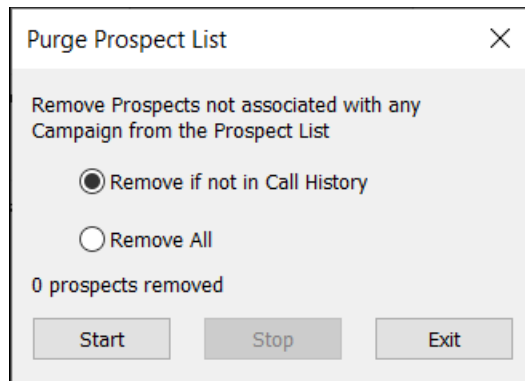 Purge Prospect List
Remove Prospects not associated with any
Campaign from the Prospect List
Remove if not in Call History
Remove All
0 prospects removed
Start Stop Exit